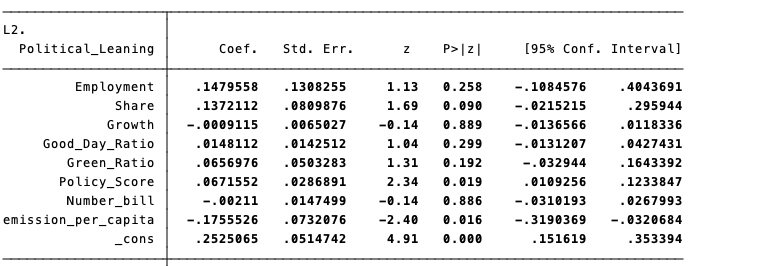 L2.
Political_Leaning Coef. Std. Err. z P>|z| [95% Conf. Interval]
Employment .1479558 .1308255 1.13 0.258 -.1084576 .4043691
Share .1372112 .0809876 1.69 0.090 -.0215215 .295944
Growth -.0009115 .0065027 -0.14 0.889 -.0136566 .0118336
Good_Day_Ratio .0148112 .0142512 1.04 0.299 -.0131207 .0427431
Green_Ratio .0656976 .0503283 1.31 0.192 -.032944 .1643392
Policy_Score .0671552 .0286891 2.34 0.019 .0109256 .1233847
Number_bill -.00211 .0147499 -0.14 0.886 -.0310193 .0267993
emission_per_capita -.1755526 .0732076 -2.40 0.016 -.3190369 -.0320684
_cons .2525065 .0514742 4.91 0.000 .151619 .353394